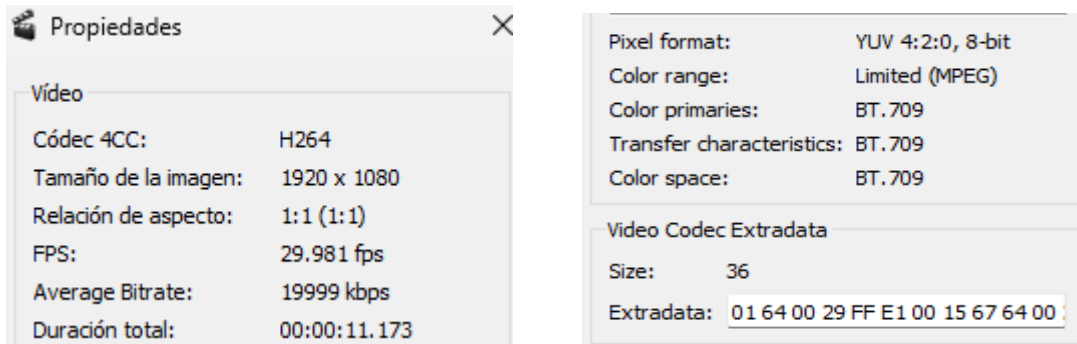 Propiedades
Vídeo
Códec 4CC: H264
Tamaño de la imagen: 1920 x 1080
Relación de aspecto: 1:1 (1:1)
FPS: 29.981 fps
Average Bitrate: 19999 kbps
Duración total: 00:00:11.173
Pixel format: YUV 4:2:0, 8-bit
Color range: Limited (MPEG)
Color primaries: BT.709
Transfer characteristics: BT.709
Color space: BT.709
Video Codec Extradata
Size: 36
Extradata: 01 64 00 29 FF E1 00 15 67 64 00